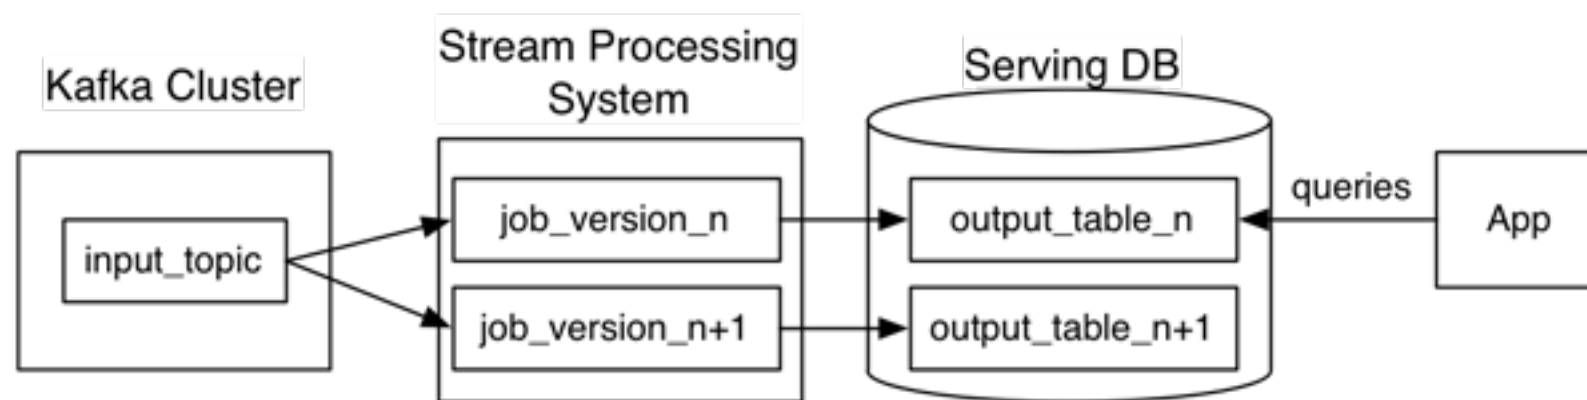 Kafka Cluster
Stream Processing
System
Serving DB
input_topic
job_version_n
job_version_n+1
output_table_n
output_table_n+1
queries
App